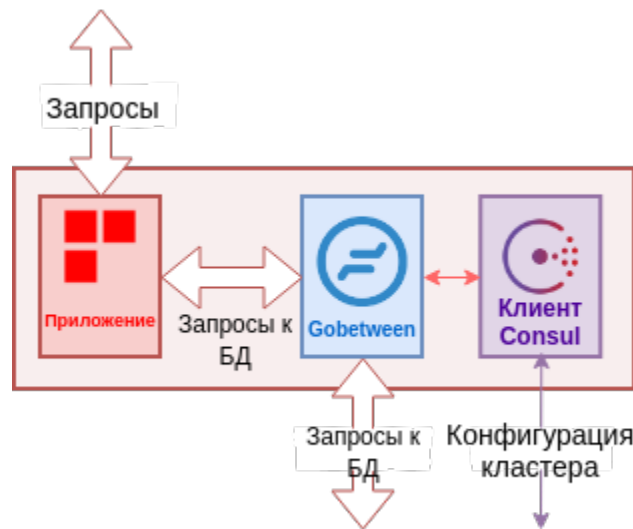 Запросы
Приложение
Запросы к
БД
Gobetween
Клиент
Consul
Запросы к
БД
Конфигурация
кластера